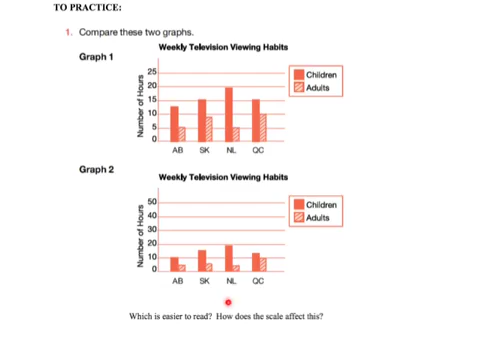 TO PRACTICE:
1. Compare these two graphs.
Graph 1
Weekly Television Viewing Habits
Number of Hours
25
20
15
10
5
0
AB SK NL QC
Children
Adults
Graph 2
Weekly Television Viewing Habits
Number of Hours
50
40
30
20
10
0
AB SK NL QC
Children
Adults
Which is easier to read? How does the scale affect this?